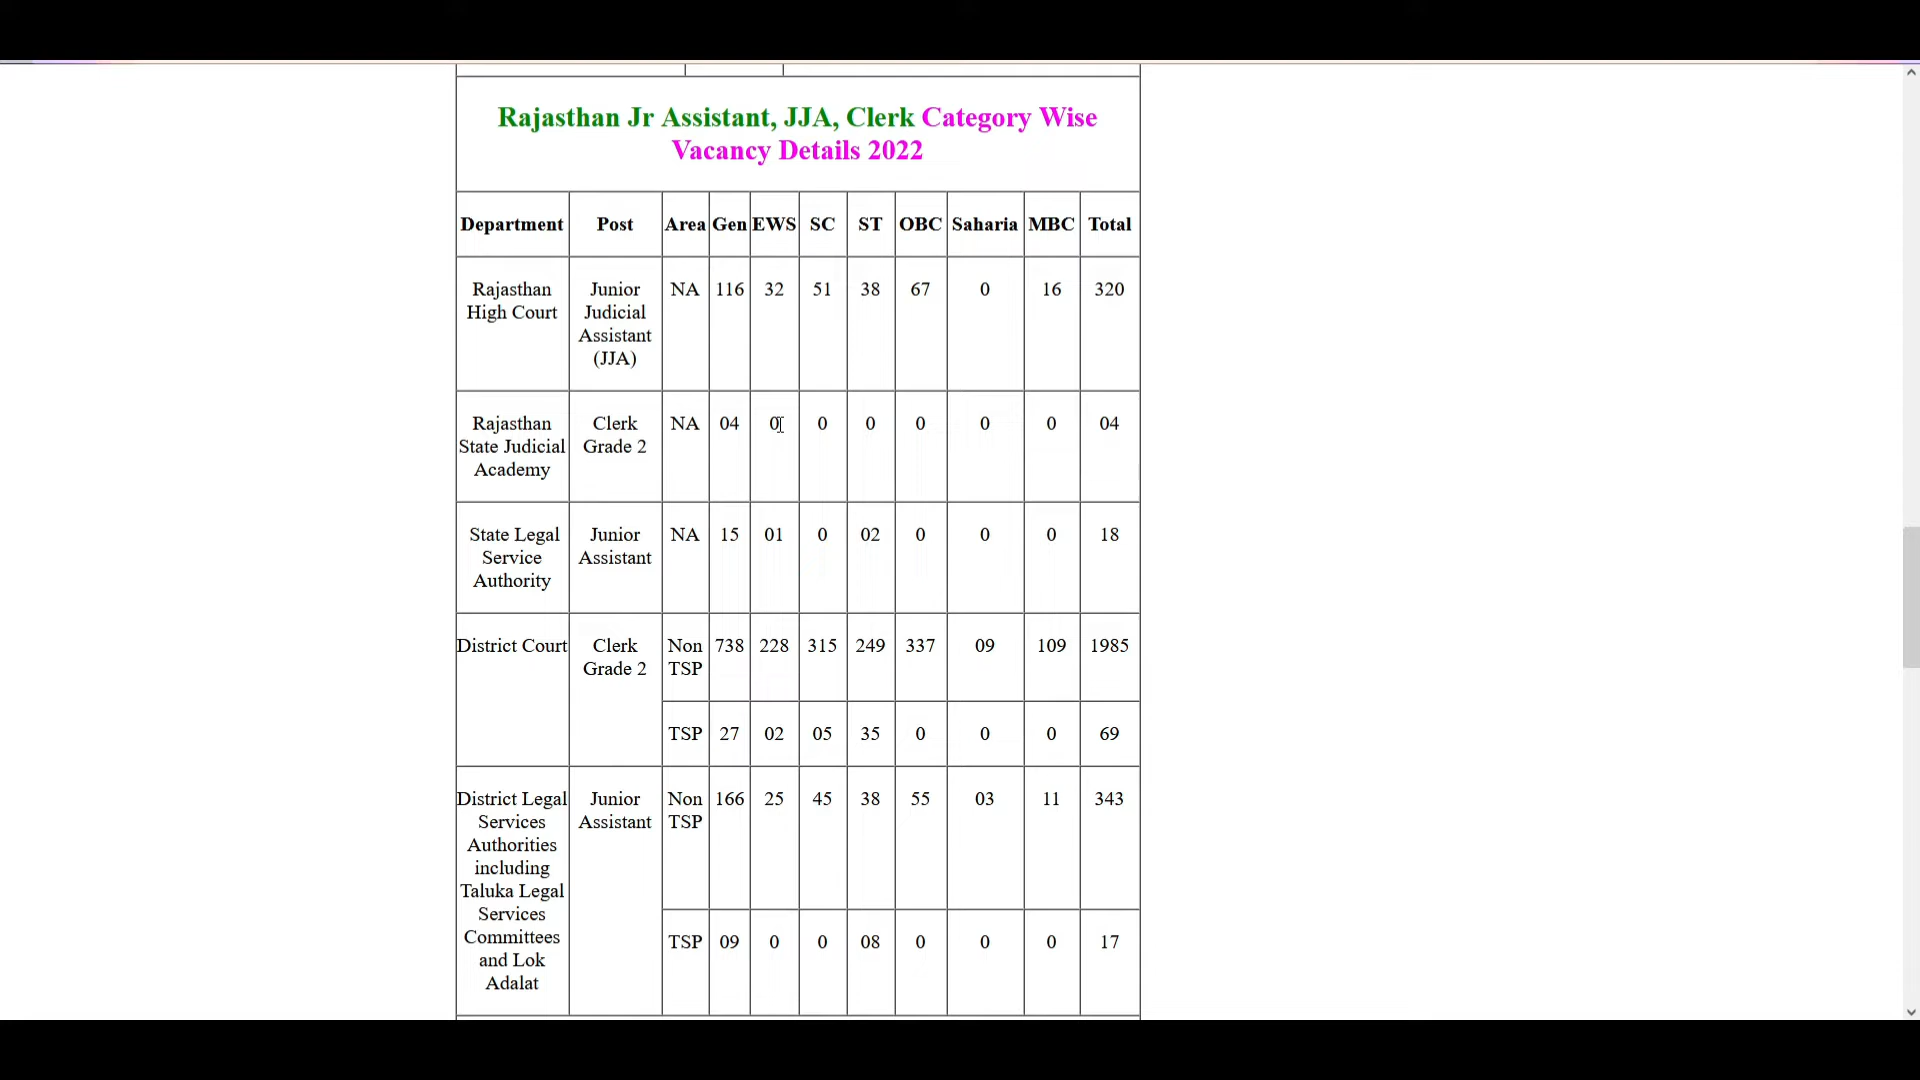 Rajasthan Jr Assistant, JJA, Clerk Category Wise
Vacancy Details 2022
Department Post Area Gen EWS SC ST OBC Saharia MBC Total
Rajasthan Junior NA 116 32 51 38 67 0 16 320
High Court Judicial
Assistant
(JJA)
Rajasthan Clerk NA 04 0 0 0 0 0 0 04
State Judicial Grade 2
Academy
State Legal Junior NA 15 01 0 02 0 0 0 18
Service Assistant
Authority
District Court Clerk Non 738 228 315 249 337 09 109 1985
Grade 2 TSP
TSP 27 02 05 35 0 0 0 69
District Legal Junior Non 166 25 45 38 55 03 11 343
Services Assistant TSP
Authorities
including
Taluka Legal
Services
Committees TSP 09 0 0 08 0 0 0 17
and Lok
Adalat